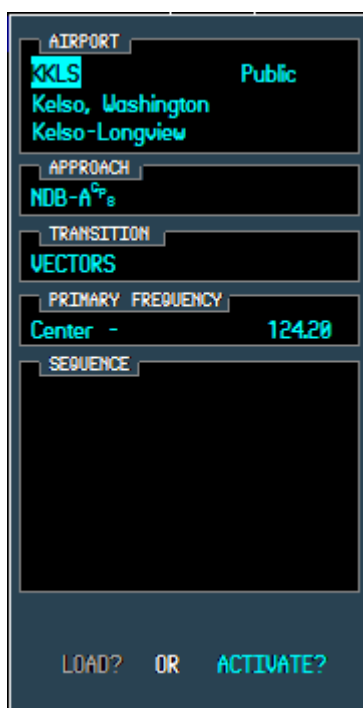 AIRPORT
KKLS Public
Kelso, Washington
Kelso-Longview
APPROACH
NDB-AGPS
TRANSITION
VECTORS
PRIMARY FREQUENCY
Center - 124.20
SEQUENCE
LOAD? OR ACTIVATE?